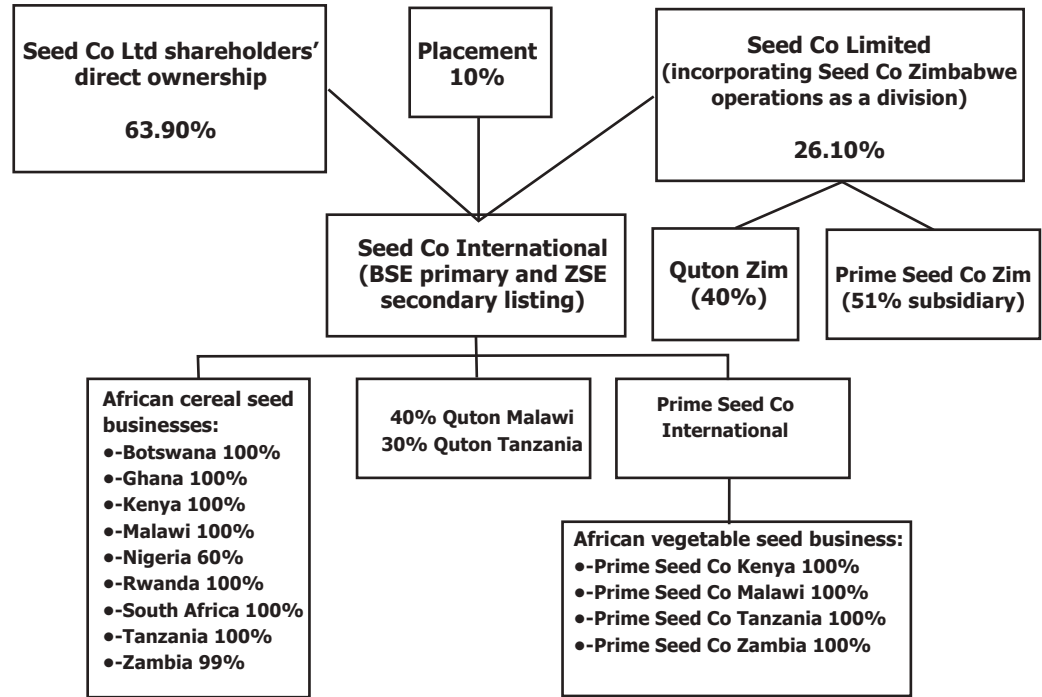 Seed Co Ltd shareholders’
direct ownership
63.90%
Placement
10%
Seed Co Limited
(incorporating Seed Co Zimbabwe
operations as a division)
26.10%
Seed Co International
(BSE primary and ZSE
secondary listing)
Quton Zim
(40%)
Prime Seed Co Zim
(51% subsidiary)
African cereal seed
businesses:
●-Botswana 100%
●-Ghana 100%
●-Kenya 100%
●-Malawi 100%
●-Nigeria 60%
●-Rwanda 100%
●-South Africa 100%
●-Tanzania 100%
●-Zambia 99%
40% Quton Malawi
30% Quton Tanzania
Prime Seed Co
International
African vegetable seed business:
●-Prime Seed Co Kenya 100%
●-Prime Seed Co Malawi 100%
●-Prime Seed Co Tanzania 100%
●-Prime Seed Co Zambia 100%